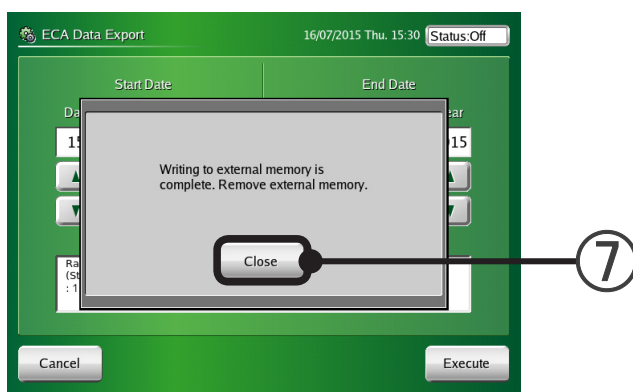 ECA Data Export 16/07/2015 Thu. 15:30 Status:Off
Start Date End Date
Writing to external memory is
complete. Remove external memory.
Close
7
Cancel Execute